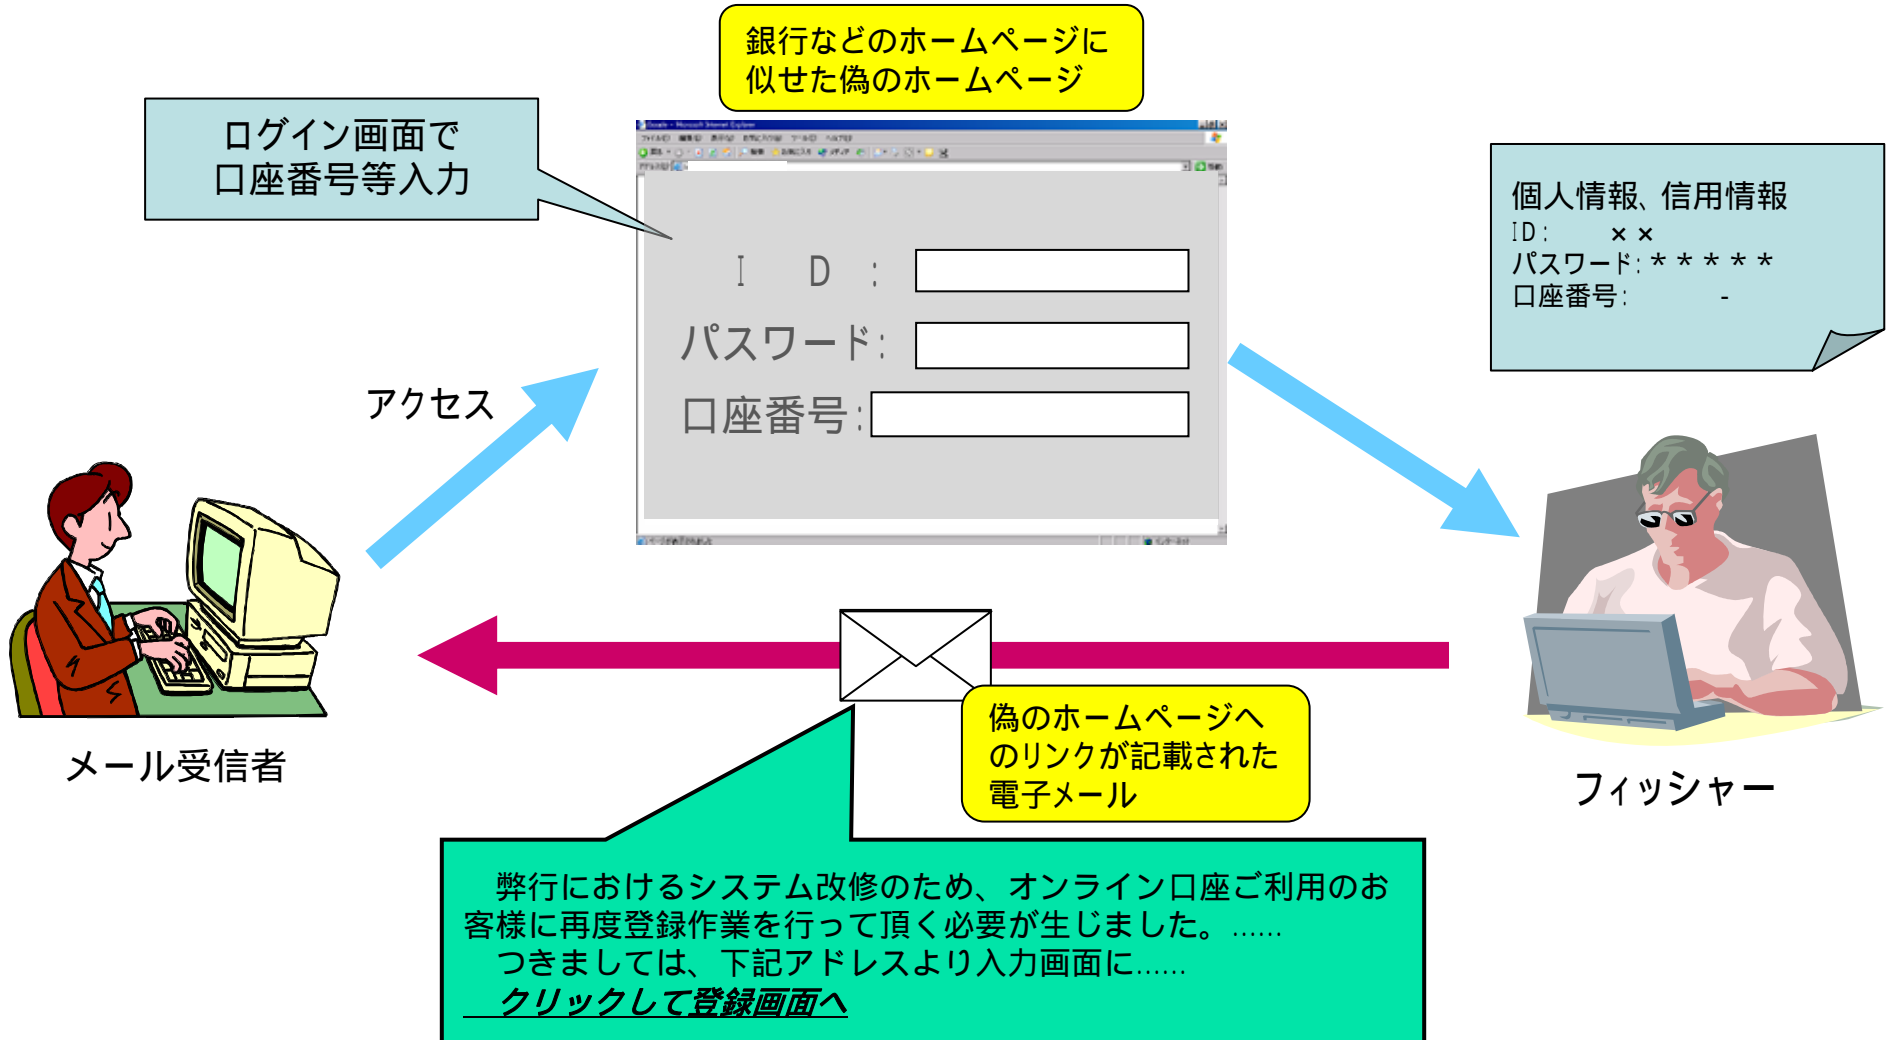 銀行などのホームページに
似せた偽のホームページ
ログイン画面で
口座番号等入力
I D :
パスワード:
口座番号:
個人情報、信用情報
ID: ××
パスワード:*****
口座番号: -
アクセス
メール受信者
フィッシャー
偽のホームページへ
のリンクが記載された
電子メール
弊行におけるシステム改修のため、オンライン口座ご利用のお
客様に再度登録作業を行って頂く必要が生じました。......
つきましては、下記アドレスより入力画面に......
クリックして登録画面へ